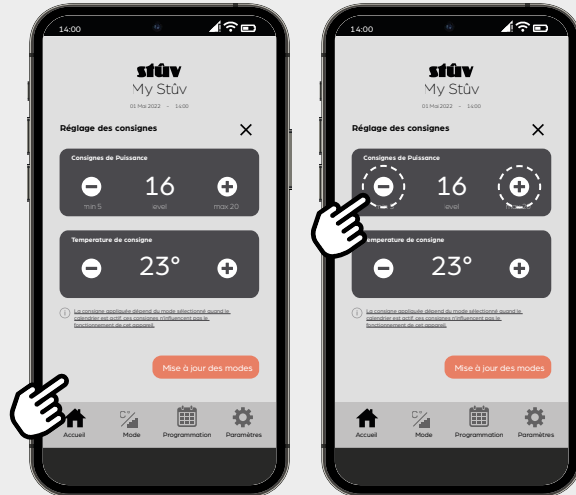 14:00
stûv
My Stûv
01 Mai 2022 - 14:00
Réglage des consignes
Consignes de Puissance
16
min 5 evel max 20
Temperature de consigne
23°
La consigne appliquée dépend du mode sélectionné quand le
calendrier est actif, ces consignes n'influencent pas le
fonctionnement de cet appareil.
Mise à jour des modes
Accueil Mode Programmation Paramètres
14:00
stûv
My Stûv
01 Mai 2022 - 14:00
Réglage des consignes
Consignes de Puissance
16
evel
emperature de consigne
23°
La consigne appliquée dépend du mode sélectionné quand le
calendrier est actif, ces consignes n'influencent pas le
fonctionnement de cet appareil.
Mise à jour des modes
Accueil Mode Programmation Paramètres